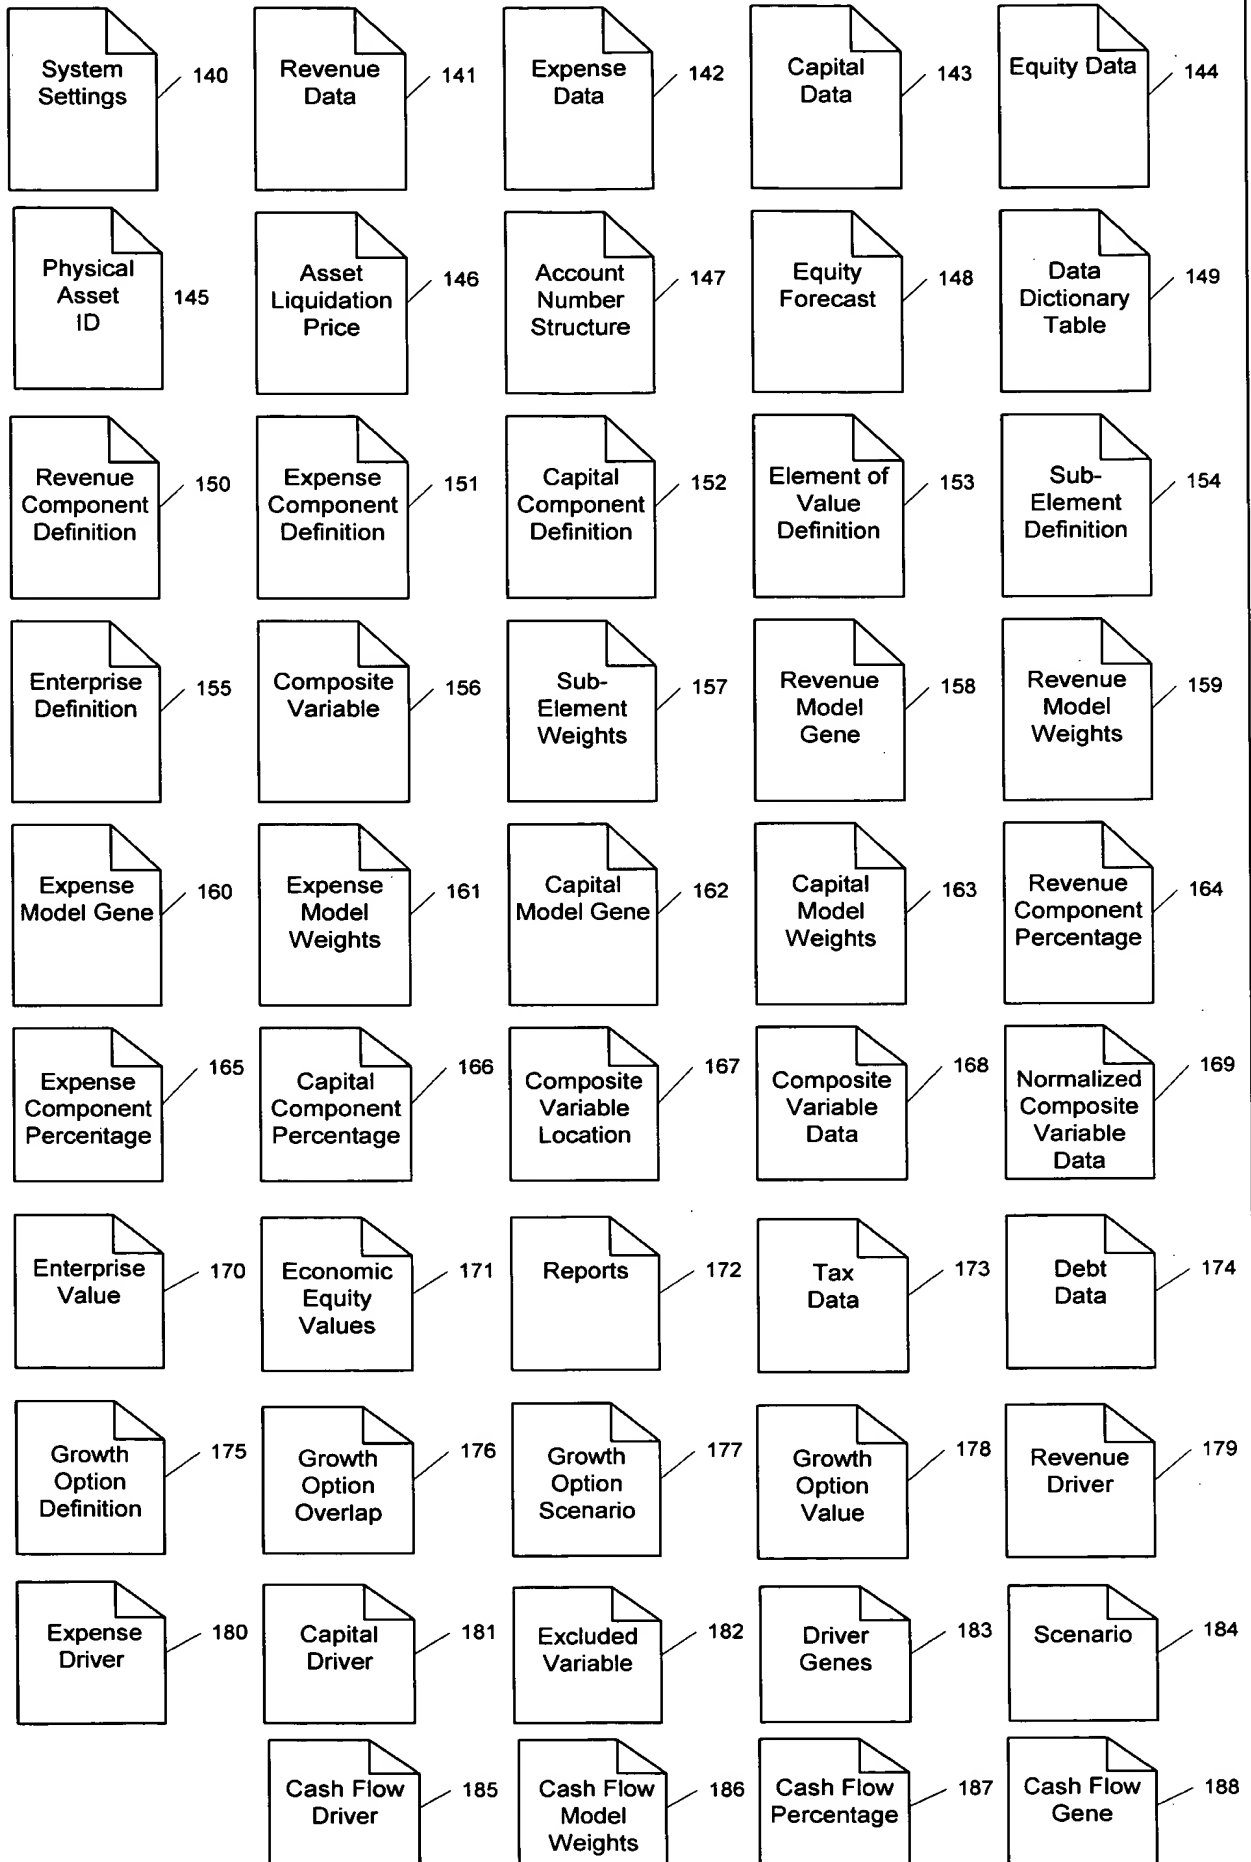 System
Settings
140
Revenue
Data
141
Expense
Data
142
Capital
Data
143
Equity Data
144
Physical
Asset
ID
145
Asset
Liquidation
Price
146
Account
Number
Structure
147
Equity
Forecast
148
Data
Dictionary
Table
149
Revenue
Component
Definition
150
Expense
Component
Definition
151
Capital
Component
Definition
152
Element of
Value
Definition
153
Sub-
Element
Definition
154
Enterprise
Definition
155
Composite
Variable
156
Sub-
Element
Weights
157
Revenue
Model
Gene
158
Revenue
Model
Weights
159
Expense
Model Gene
160
Expense
Model
Weights
161
Capital
Model Gene
162
Capital
Model
Weights
163
Revenue
Component
Percentage
164
Expense
Component
Percentage
165
Capital
Component
Percentage
166
Composite
Variable
Location
167
Composite
Variable
Data
168
Normalized
Composite
Variable
Data
169
Enterprise
Value
170
Economic
Equity
Values
171
Reports
172
Tax
Data
173
Debt
Data
174
Growth
Option
Definition
175
Growth
Option
Overlap
176
Growth
Option
Scenario
177
Growth
Option
Value
178
Revenue
Driver
179
Expense
Driver
180
Capital
Driver
181
Excluded
Variable
182
Driver
Genes
183
Scenario
184
Cash Flow
Driver
185
Cash Flow
Model
Weights
186
Cash Flow
Percentage
187
Cash Flow
Gene
188